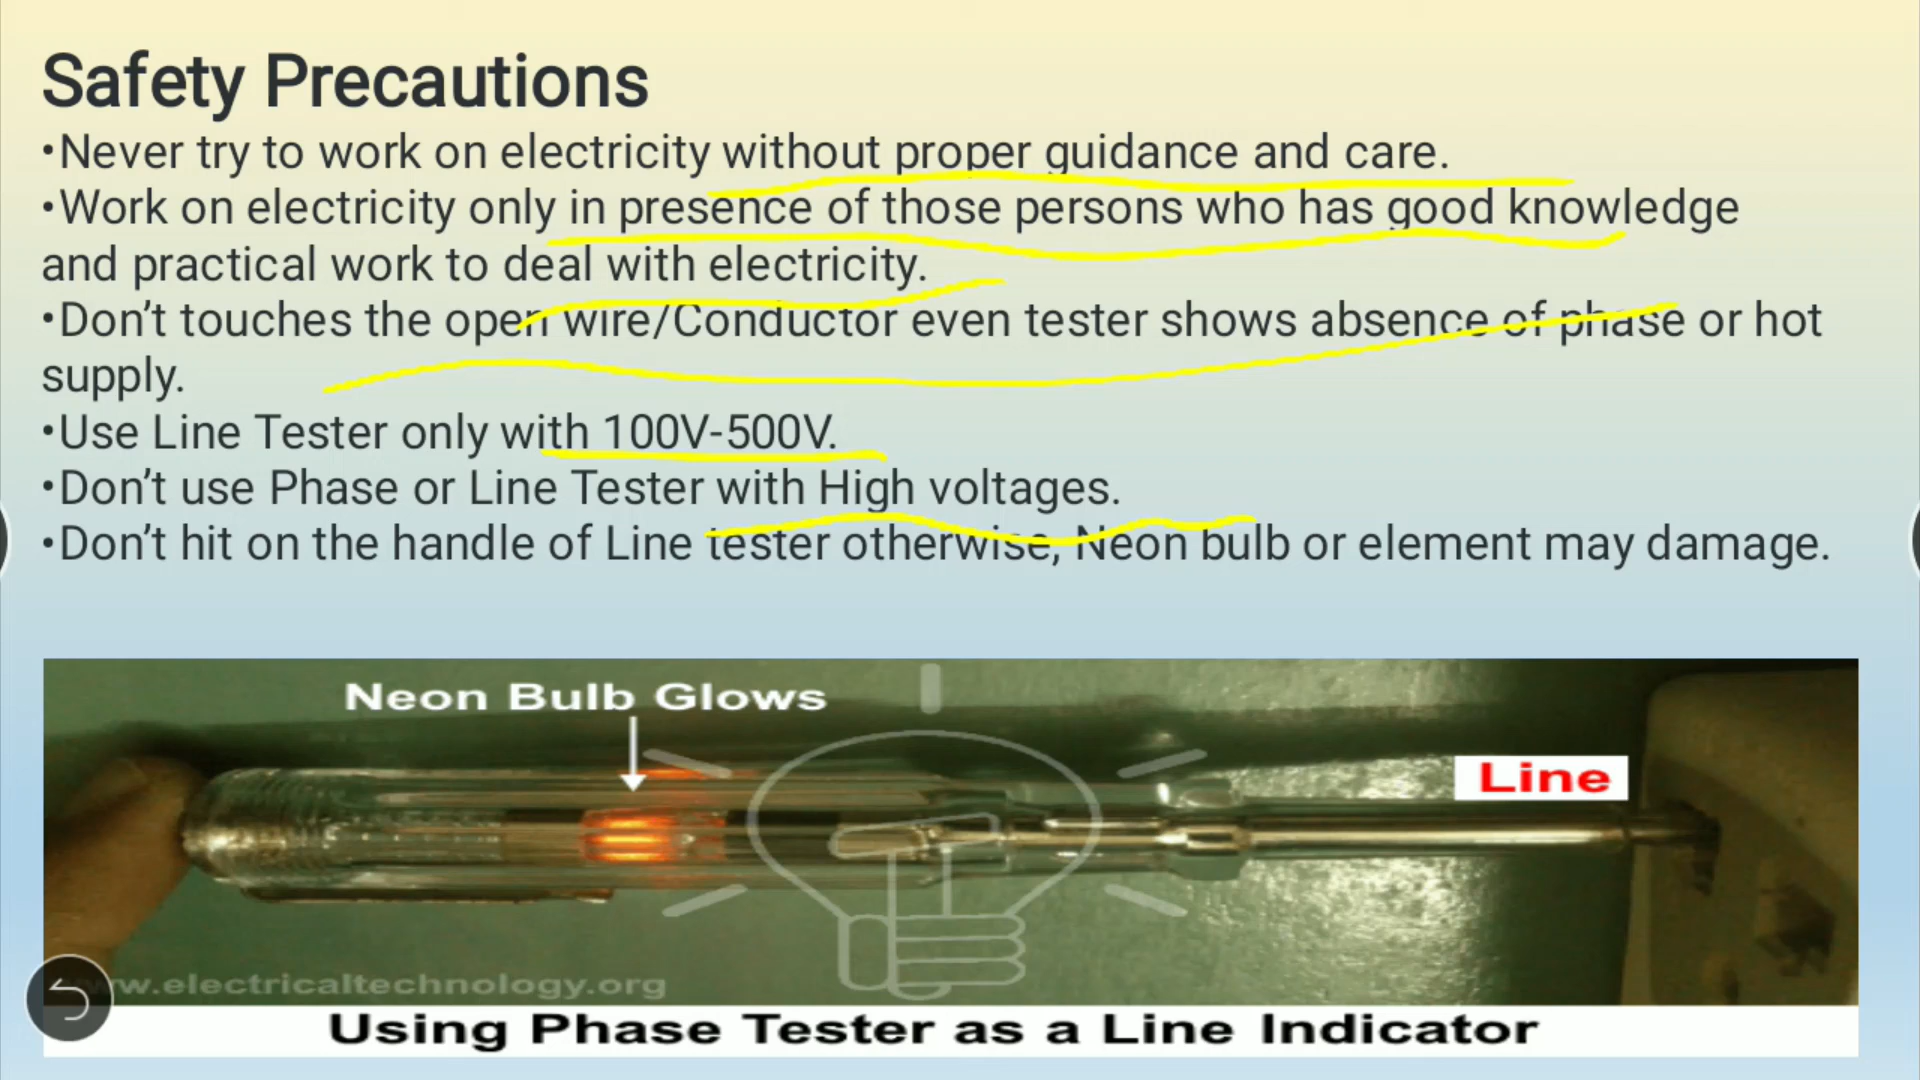 Safety Precautions
•Never try to work on electricity without proper guidance and care.
•Work on electricity only in presence of those persons who has good knowledge
and practical work to deal with electricity.
•Don’t touches the open wire/Conductor even tester shows absence of phase or hot
supply.
•Use Line Tester only with 100V-500V.
•Don’t use Phase or Line Tester with High voltages.
•Don’t hit on the handle of Line tester otherwise, Neon bulb or element may damage.
Neon Bulb Glows
Line
w.electricaltechnology.org
Using Phase Tester as a Line Indicator